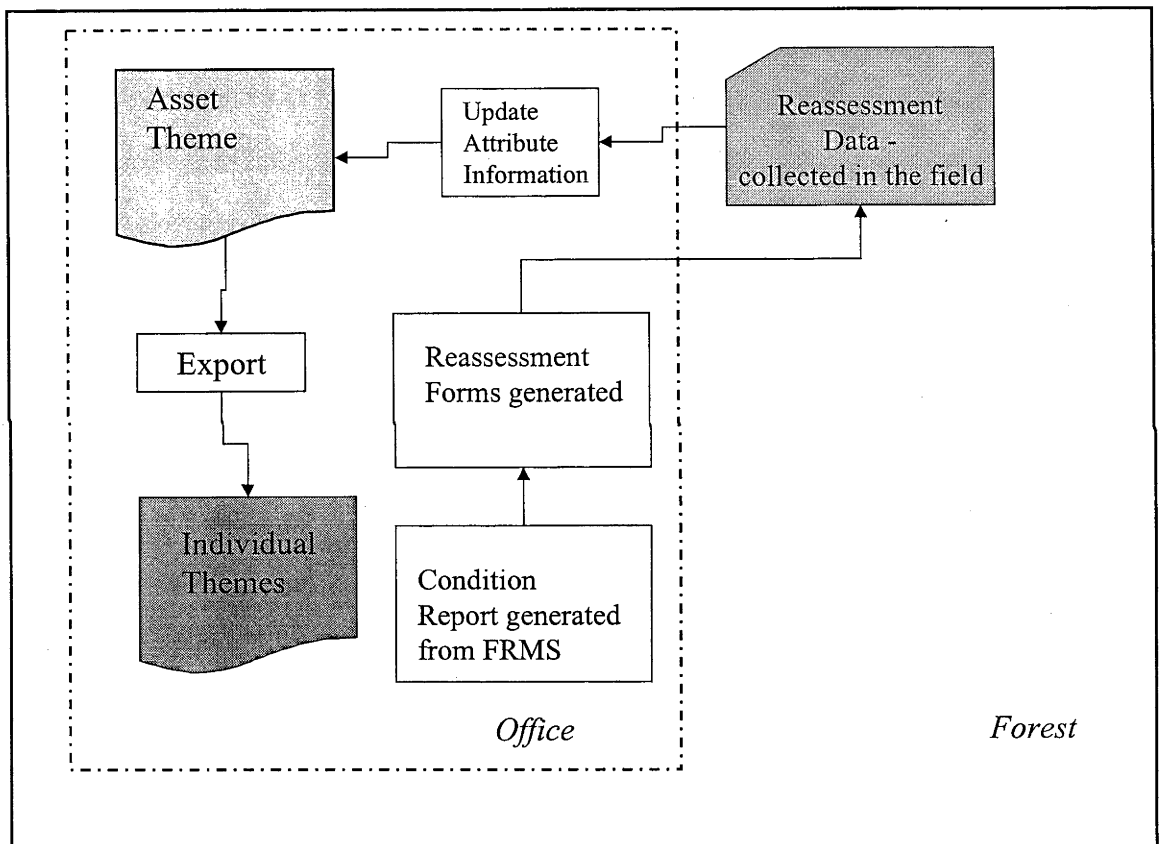 Asset
Theme
Update
Attribute
Information
Reassessment
Data -
collected in the field
Export
Reassessment
Forms generated
Individual
Themes
Condition
Report generated
from FRMS
Office
Forest